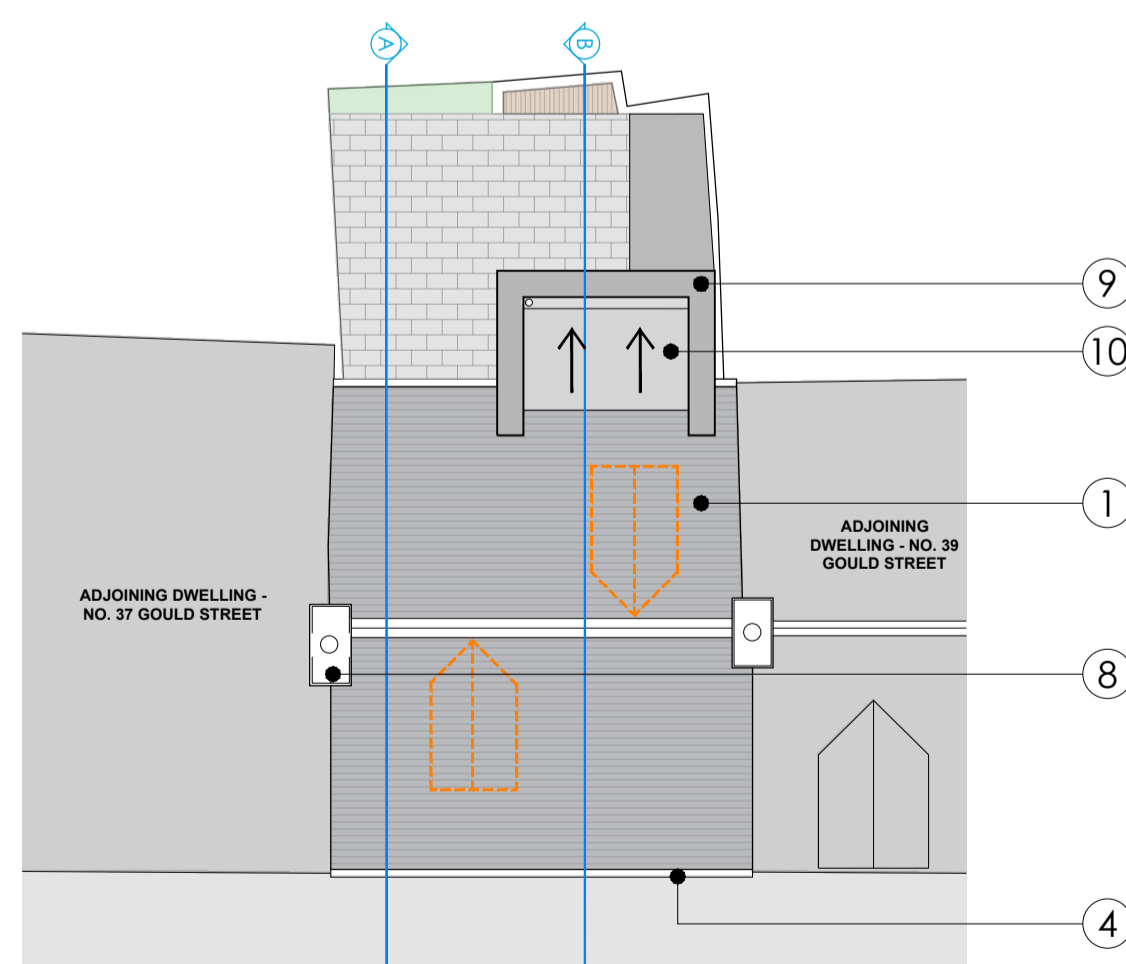 A
B
9
10
1
ADJOINING
DWELLING - NO. 39
GOULD STREET
ADJOINING DWELLING -
NO. 37 GOULD STREET
8
4